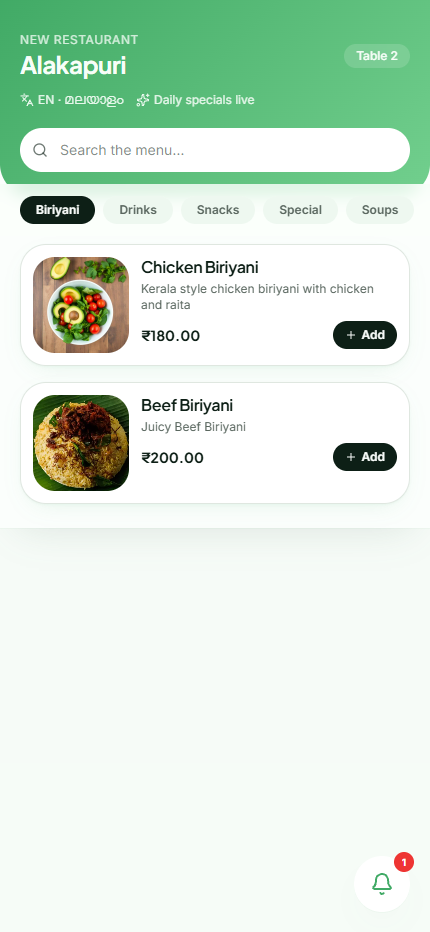 NEW RESTAURANT
Alakapuri
Table 2
EN · മലയാളം
Daily specials live
Search the menu...
Biriyani
Drinks
Snacks
Special
Soups
Chicken Biriyani
Kerala style chicken biriyani with chicken
and raita
₹180.00
+ Add
Beef Biriyani
Juicy Beef Biriyani
₹200.00
+ Add
1